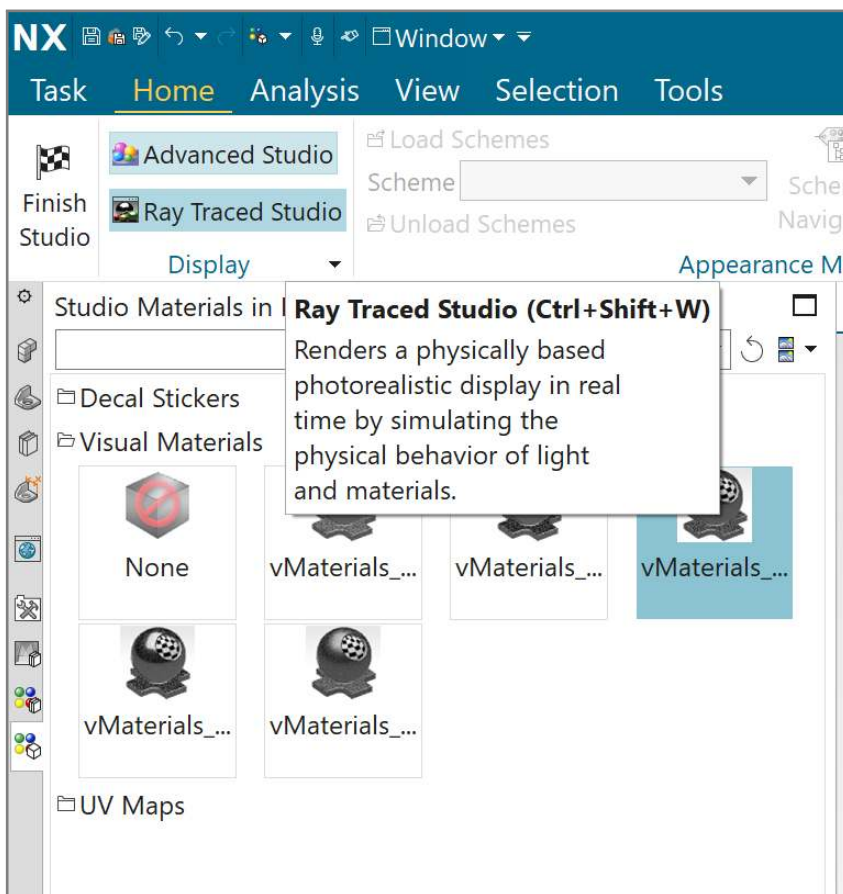 NX Window
Task Home Analysis View Selection Tools
Finish Studio
Advanced Studio
Ray Traced Studio
Display
Load Schemes
Scheme
Unload Schemes
Appearance M
Studio Materials in
Ray Traced Studio (Ctrl+Shift+W)
Renders a physically based
photorealistic display in real
time by simulating the
physical behavior of light
and materials.
Decal Stickers
Visual Materials
None
vMaterials_...
vMaterials_...
vMaterials_...
vMaterials_...
vMaterials_...
UV Maps